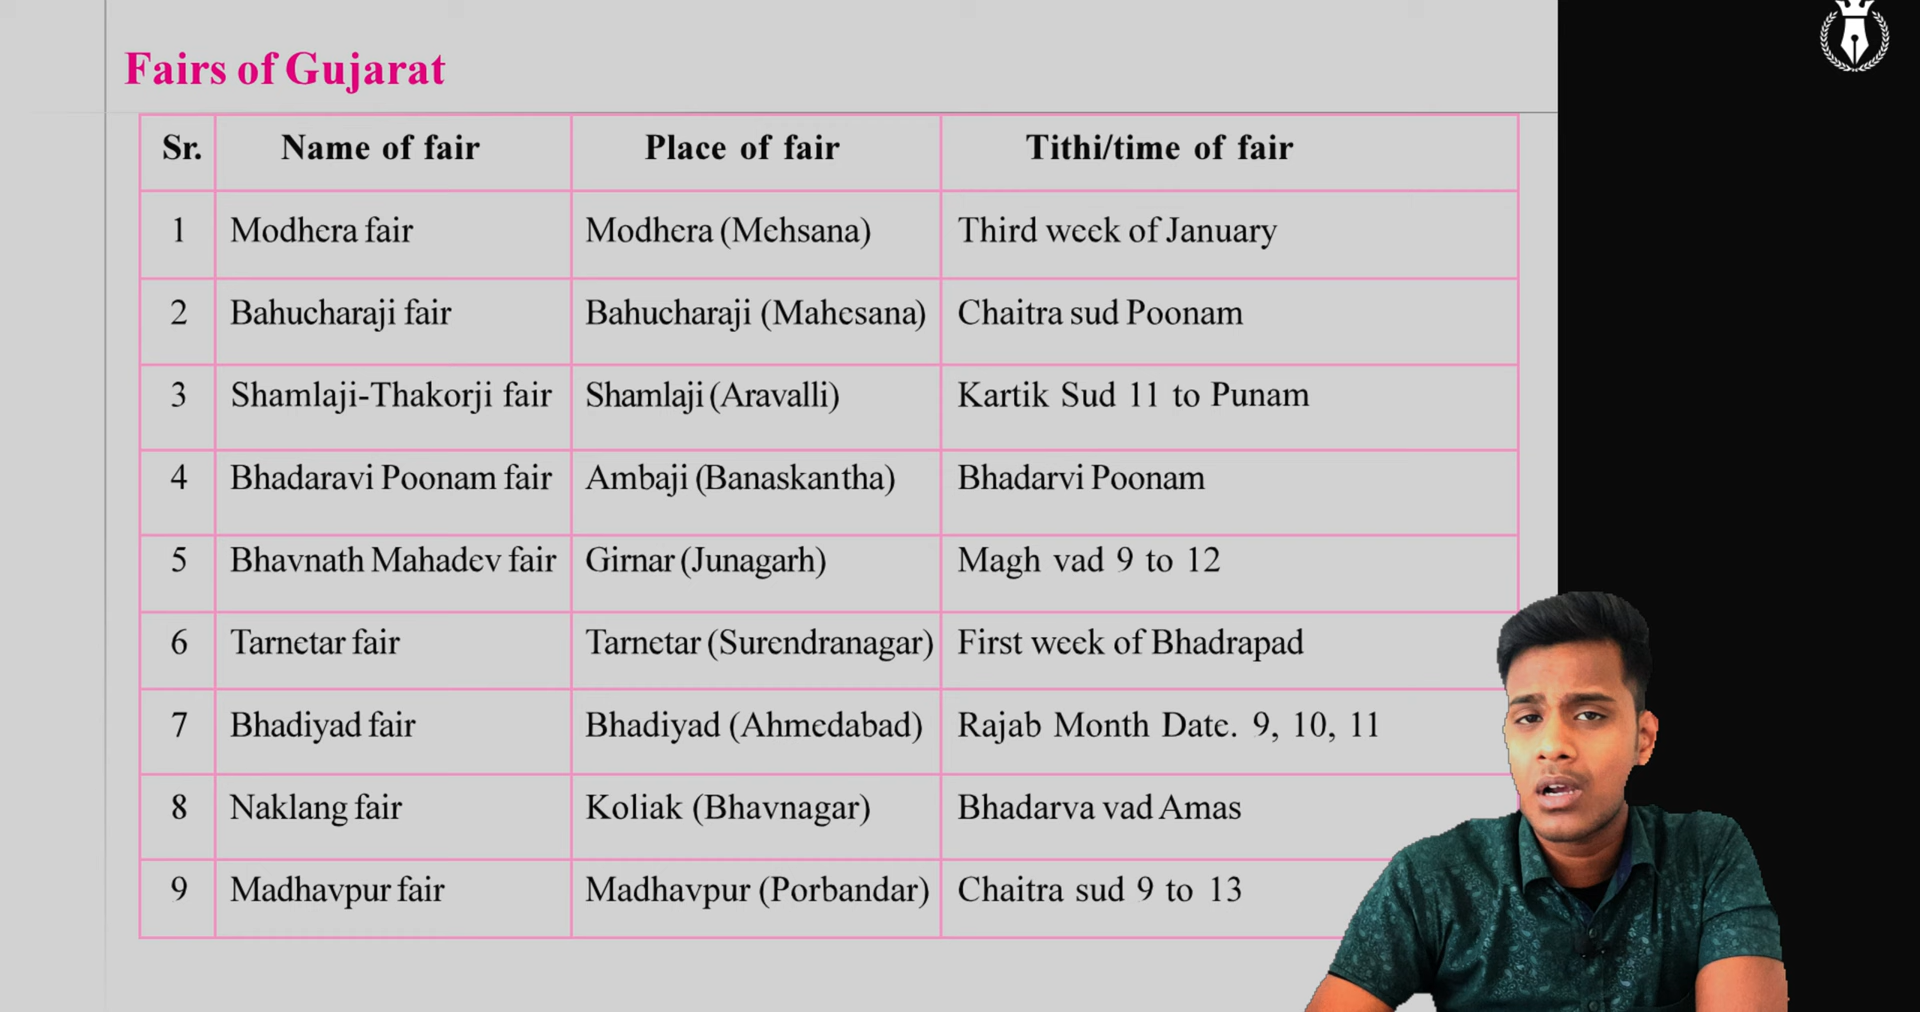 Fairs of Gujarat
Sr. Name of fair Place of fair Tithi/time of fair
1 Modhera fair Modhera (Mehsana) Third week of January
2 Bahucharaji fair Bahucharaji (Mahesana) Chaitra sud Poonam
3 Shamlaji-Thakorji fair Shamlaji (Aravalli) Kartik Sud 11 to Punam
4 Bhadaravi Poonam fair Ambaji (Banaskantha) Bhadarvi Poonam
5 Bhavnath Mahadev fair Girnar (Junagarh) Magh vad 9 to 12
6 Tarnetar fair Tarnetar (Surendranagar) First week of Bhadrapad
7 Bhadiyad fair Bhadiyad (Ahmedabad) Rajab Month Date. 9, 10, 11
8 Naklang fair Koliak (Bhavnagar) Bhadarva vad Amas
9 Madhavpur fair Madhavpur (Porbandar) Chaitra sud 9 to 13